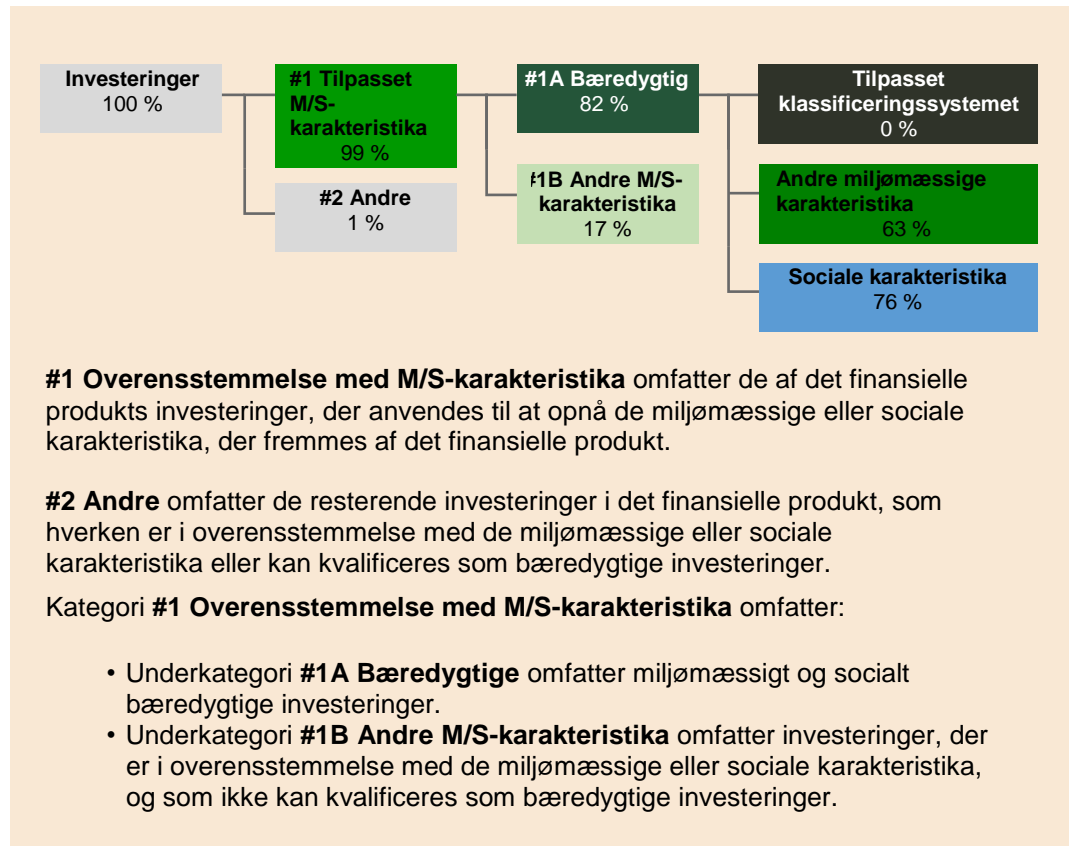 Investeringer
100 %
#1 Tilpasset
M/S-
karakteristika
99 %
#2 Andre
1 %
#1A Bæredygtig
82 %
#1B Andre M/S-
karakteristika
17 %
Tilpasset
klassificeringssystemet
0 %
Andre miljømæssige
karakteristika
63 %
Sociale karakteristika
76 %
#1 Overensstemmelse med M/S-karakteristika omfatter de af det finansielle
produkts investeringer, der anvendes til at opnå de miljømæssige eller sociale
karakteristika, der fremmes af det finansielle produkt.
#2 Andre omfatter de resterende investeringer i det finansielle produkt, som
hverken er i overensstemmelse med de miljømæssige eller sociale
karakteristika eller kan kvalificeres som bæredygtige investeringer.
Kategori #1 Overensstemmelse med M/S-karakteristika omfatter:
• Underkategori #1A Bæredygtige omfatter miljømæssigt og socialt
bæredygtige investeringer.
• Underkategori #1B Andre M/S-karakteristika omfatter investeringer, der
er i overensstemmelse med de miljømæssige eller sociale karakteristika,
og som ikke kan kvalificeres som bæredygtige investeringer.